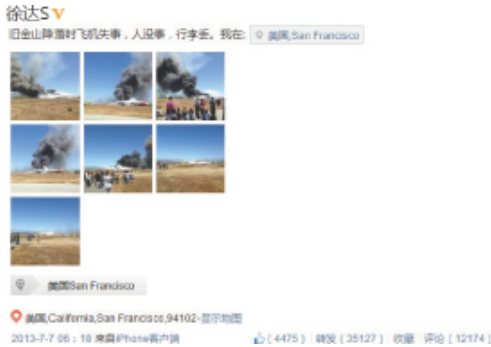 徐达S
旧金山降落时飞机失事，人没事，行李丢。我在: 美国,San Francisco
美国San Francisco
美国,California,San Francisco,94102-显示地图
2013-7-7 06：18 来自iPhone客户端 (4475) 转发(35127) 收藏 评论(12174)